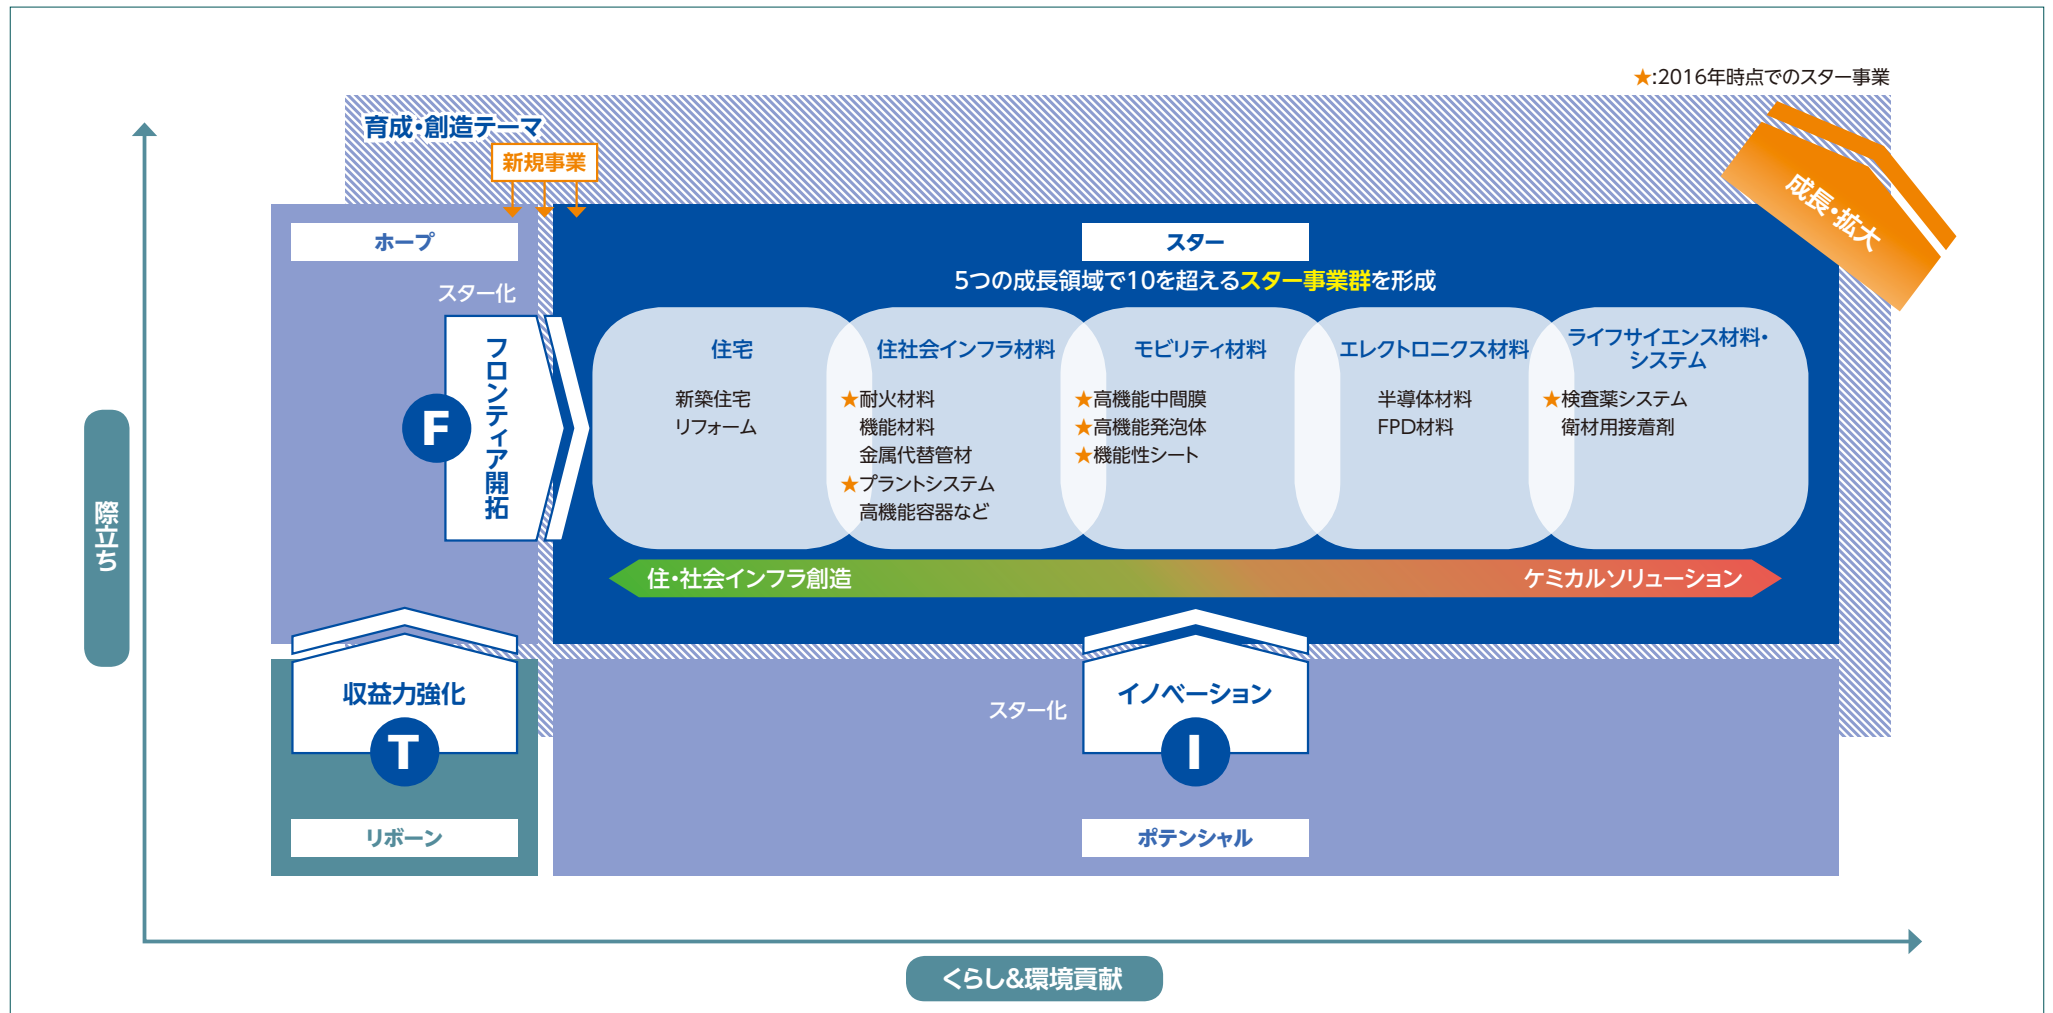 ★:2016年時点でのスター事業
育成・創造テーマ
新規事業
成長・拡大
ホープ
スター
5つの成長領域で10を超えるスター事業群を形成
スター化
フロンティア開拓
F
住宅
新築住宅
リフォーム
住社会インフラ材料
★耐火材料
機能材料
金属代替管材
★プラントシステム
高機能容器など
モビリティ材料
★高機能中間膜
★高機能発泡体
★機能性シート
エレクトロニクス材料
半導体材料
FPD材料
ライフサイエンス材料・
システム
★検査薬システム
衛材用接着剤
住・社会インフラ創造
ケミカルソリューション
際立ち
収益力強化
T
リボーン
スター化
イノベーション
I
ポテンシャル
くらし&環境貢献